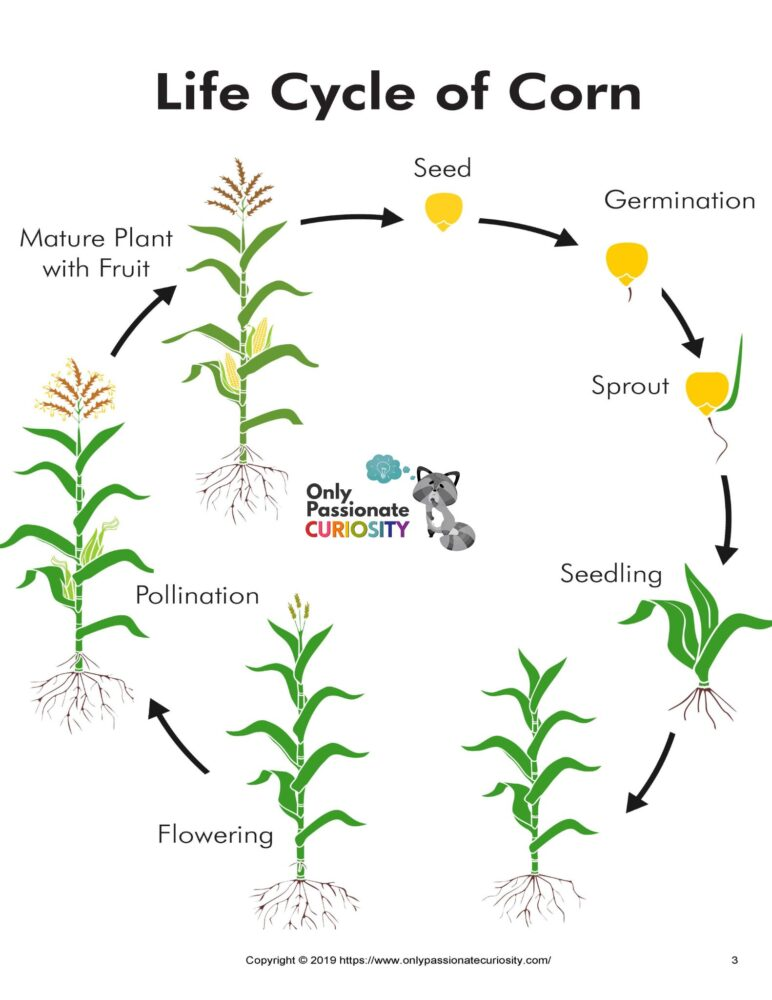 Life Cycle of Corn
Seed
Germination
Mature Plant
with Fruit
Sprout
Only
Passionate
CURIOSITY
Seedling
Pollination
Flowering
Copyright © 2019 https://www.onlypassionatecuriosity.com/
3